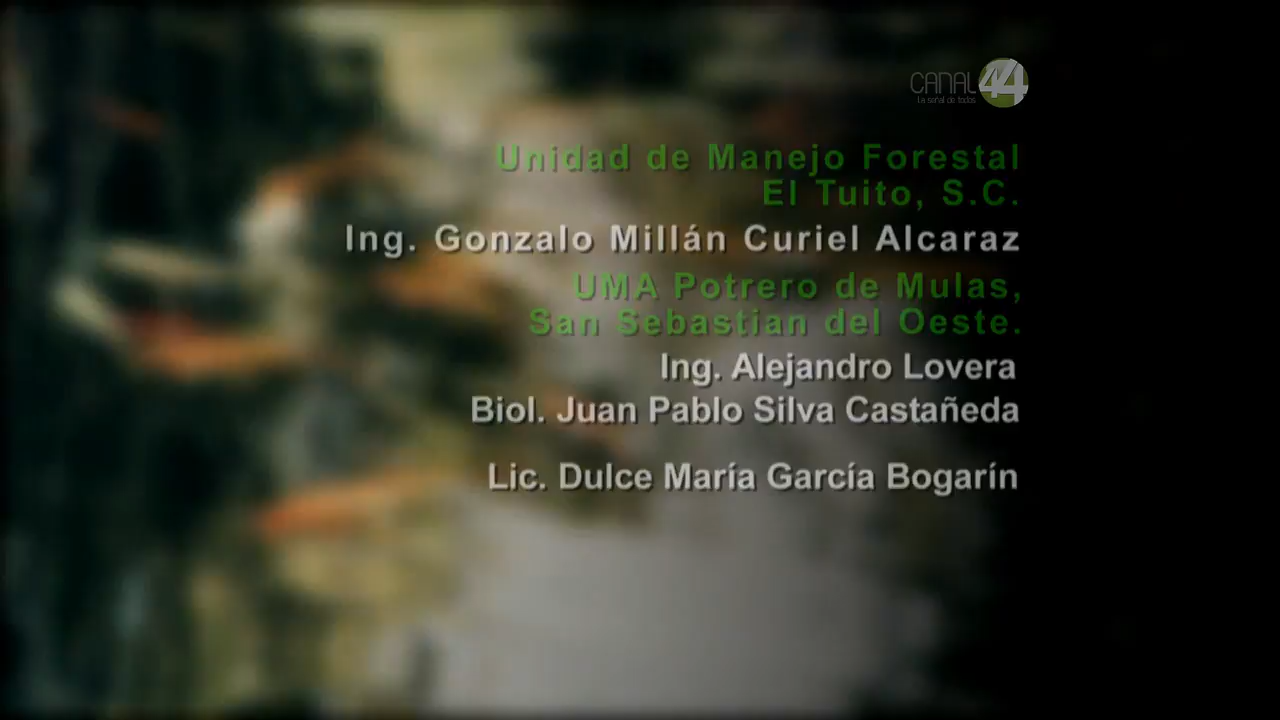 CANAL 44
La señal de todos
Unidad de Manejo Forestal
El Tuito, S.C.
Ing. Gonzalo Millán Curiel Alcaraz
UMA Potrero de Mulas,
San Sebastian del Oeste.
Ing. Alejandro Lovera
Biol. Juan Pablo Silva Castañeda
Lic. Dulce María García Bogarín